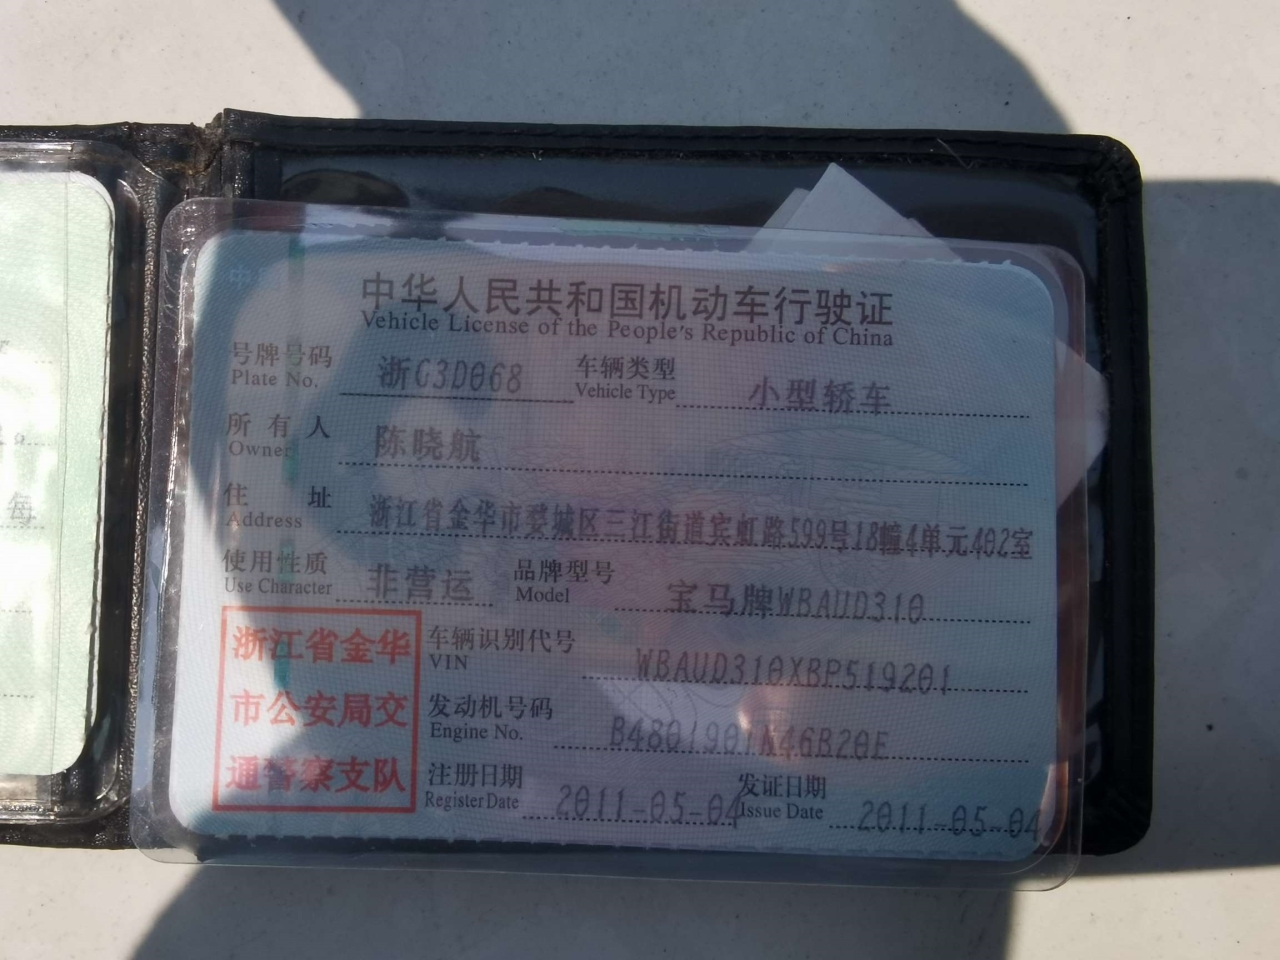 中华人民共和国机动车行驶证
Vehicle License of the People's Republic of China
号牌号码 浙G3D068 车辆类型 小型轿车
Plate No. Vehicle Type
所有人 陈晓航
Owner
住址 浙江省金华市婺城区三江街道宾虹路599号18幢4单元402室
Address
使用性质 非营运 品牌型号 宝马牌WBAUD310
Use Character Model
浙江省金华
市公安局交
通警察支队
车辆识别代号 WBAUD310XBP519201
VIN
发动机号码 B4801901N46B20E
Engine No.
注册日期 2011-05-04 发证日期 2011-05-04
Register Date Issue Date
每